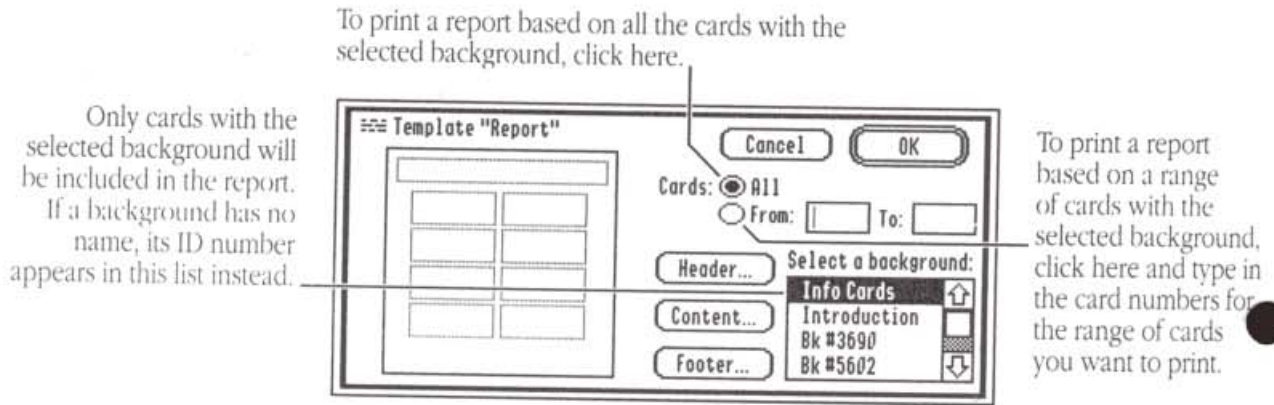 To print a report based on all the cards with the
selected background, click here.
Only cards with the
selected background will
be included in the report.
If a background has no
name, its ID number
appears in this list instead.
Template "Report"
Cancel
OK
Cards: All
From: To:
Header...
Content...
Footer...
Select a background:
Info Cards
Introduction
Bk #3690
Bk #5602
To print a report
based on a range
of cards with the
selected background,
click here and type in
the card numbers for
the range of cards
you want to print.